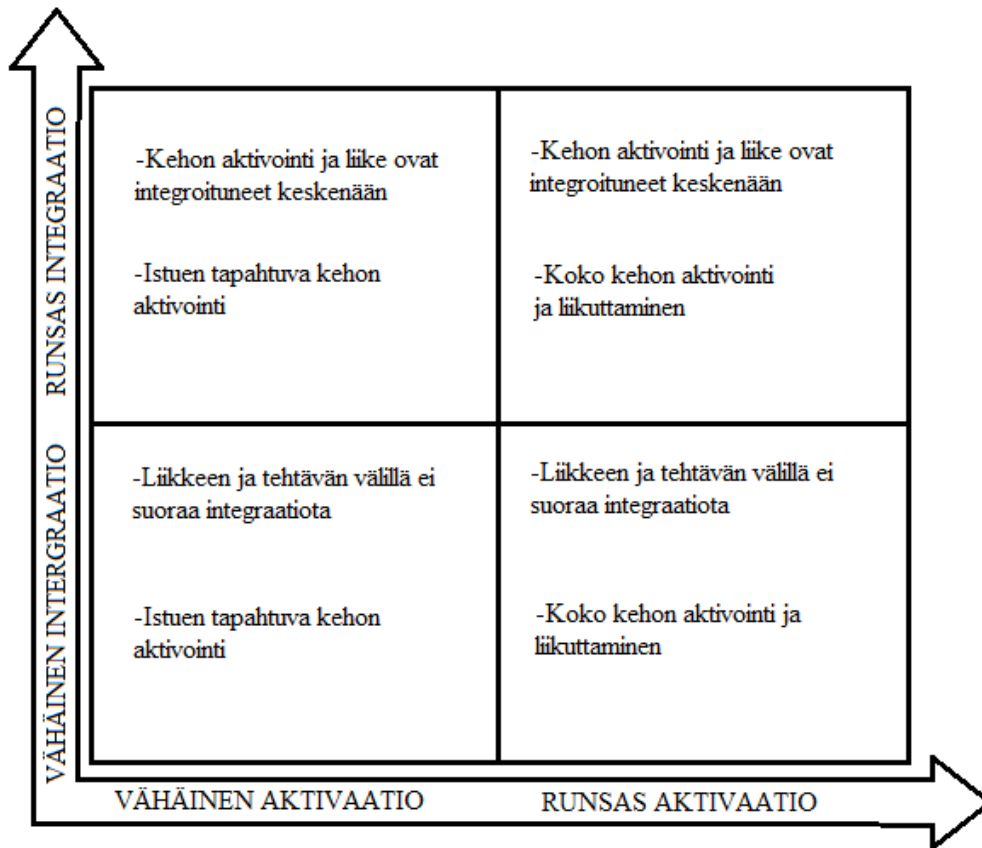 RUNSAS INTEGRAATIO
-Kehon aktivointi ja liike ovat
integroituneet keskenään
-Istuen tapahtuva kehon
aktivointi
-Kehon aktivointi ja liike ovat
integroituneet keskenään
-Koko kehon aktivointi
ja liikuttaminen
VÄHÄINEN INTERGRAATIO
-Liikkeen ja tehtävän välillä ei
suoraa integraatiota
-Istuen tapahtuva kehon
aktivointi
-Liikkeen ja tehtävän välillä ei
suoraa integraatiota
-Koko kehon aktivointi ja
liikuttaminen
VÄHÄINEN AKTIVAATIO
RUNSAS AKTIVAATIO